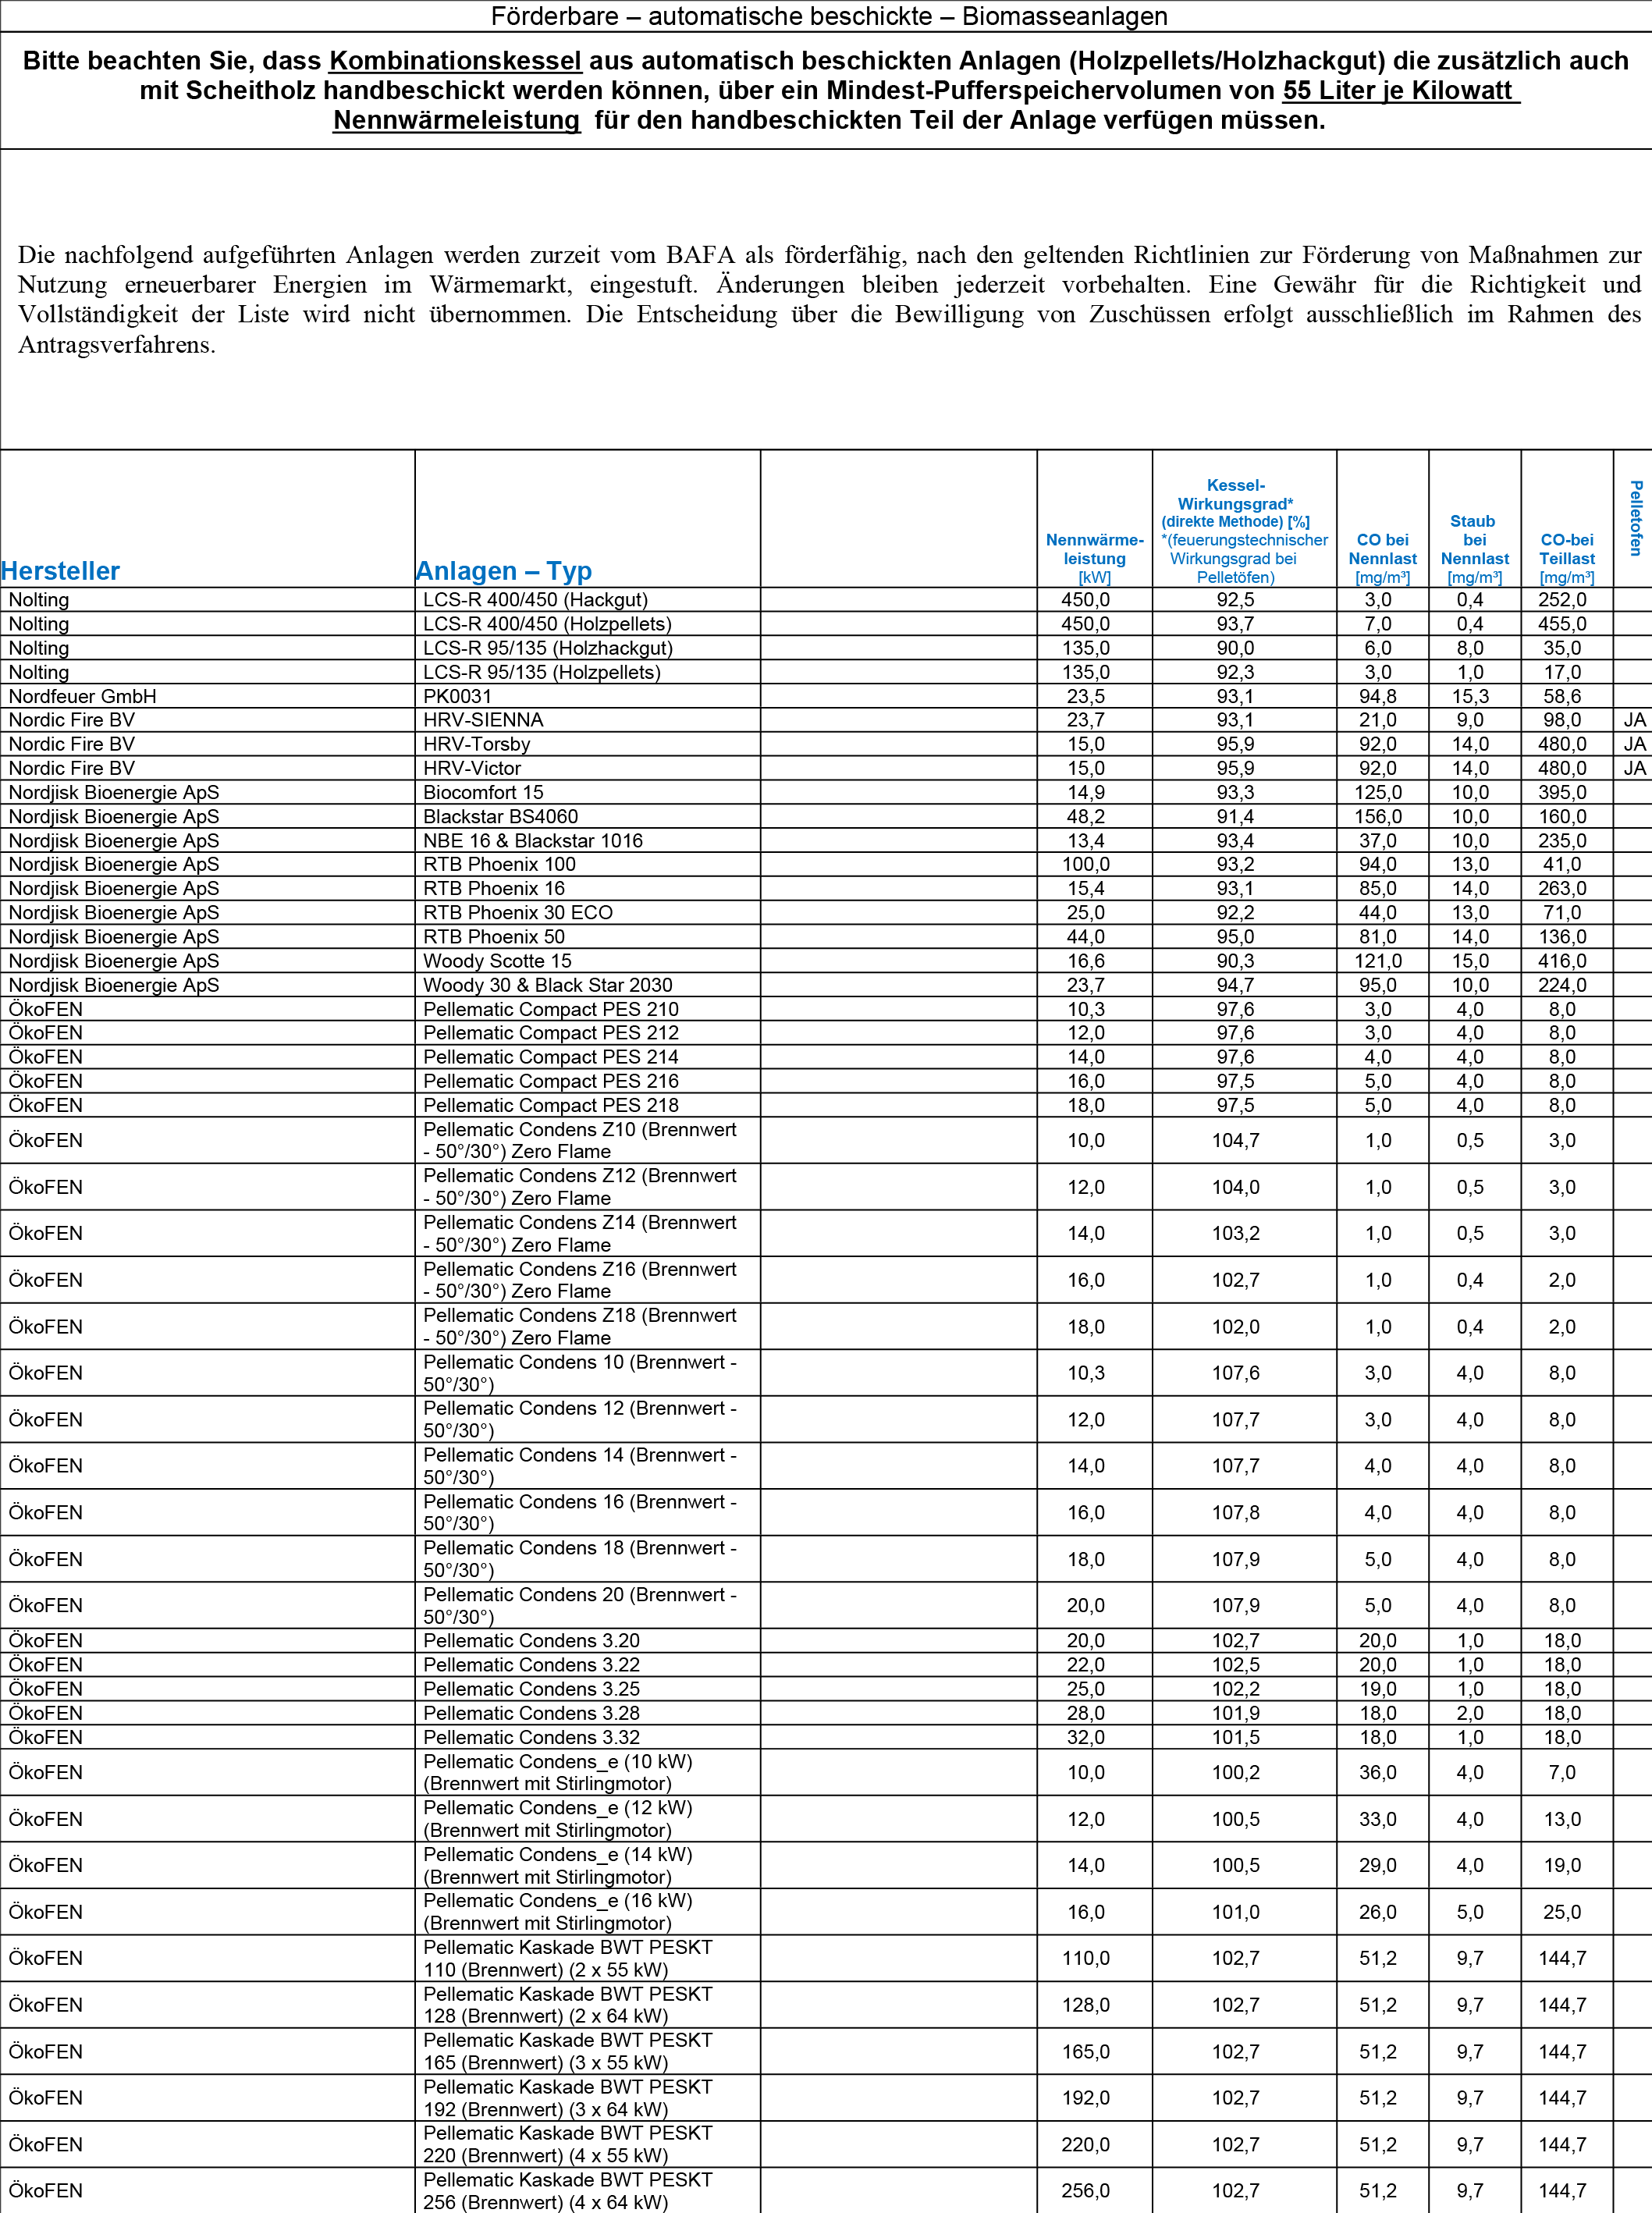 Förderbare – automatische beschickte – Biomasseanlagen
Bitte beachten Sie, dass Kombinationskessel aus automatisch beschickten Anlagen (Holzpellets/Holzhackgut) die zusätzlich auch
mit Scheitholz handbeschickt werden können, über ein Mindest-Pufferspeichervolumen von 55 Liter je Kilowatt
Nennwärmeleistung für den handbeschickten Teil der Anlage verfügen müssen.
Die nachfolgend aufgeführten Anlagen werden zurzeit vom BAFA als förderfähig, nach den geltenden Richtlinien zur Förderung von Maßnahmen zur
Nutzung erneuerbarer Energien im Wärmemarkt, eingestuft. Änderungen bleiben jederzeit vorbehalten. Eine Gewähr für die Richtigkeit und
Vollständigkeit der Liste wird nicht übernommen. Die Entscheidung über die Bewilligung von Zuschüssen erfolgt ausschließlich im Rahmen des
Antragsverfahrens.
Hersteller
Anlagen – Typ
Nennwärme-
leistung
[kW]
Kessel-
Wirkungsgrad*
(direkte Methode) [%]
*(feuerungstechnischer
Wirkungsgrad bei
Pelletöfen)
CO bei
Nennlast
[mg/m³]
Staub
bei
Nennlast
[mg/m³]
CO-bei
Teillast
[mg/m³]
Pelletofen
Nolting LCS-R 400/450 (Hackgut) 450,0 92,5 3,0 0,4 252,0
Nolting LCS-R 400/450 (Holzpellets) 450,0 93,7 7,0 0,4 455,0
Nolting LCS-R 95/135 (Holzhackgut) 135,0 90,0 6,0 8,0 35,0
Nolting LCS-R 95/135 (Holzpellets) 135,0 92,3 3,0 1,0 17,0
Nordfeuer GmbH PK0031 23,5 93,1 94,8 15,3 58,6
Nordic Fire BV HRV-SIENNA 23,7 93,1 21,0 9,0 98,0 JA
Nordic Fire BV HRV-Torsby 15,0 95,9 92,0 14,0 480,0 JA
Nordic Fire BV HRV-Victor 15,0 95,9 92,0 14,0 480,0 JA
Nordjisk Bioenergie ApS Biocomfort 15 14,9 93,3 125,0 10,0 395,0
Nordjisk Bioenergie ApS Blackstar BS4060 48,2 91,4 156,0 10,0 160,0
Nordjisk Bioenergie ApS NBE 16 & Blackstar 1016 13,4 93,4 37,0 10,0 235,0
Nordjisk Bioenergie ApS RTB Phoenix 100 100,0 93,2 94,0 13,0 41,0
Nordjisk Bioenergie ApS RTB Phoenix 16 15,4 93,1 85,0 14,0 263,0
Nordjisk Bioenergie ApS RTB Phoenix 30 ECO 25,0 92,2 44,0 13,0 71,0
Nordjisk Bioenergie ApS RTB Phoenix 50 44,0 95,0 81,0 14,0 136,0
Nordjisk Bioenergie ApS Woody Scotte 15 16,6 90,3 121,0 15,0 416,0
Nordjisk Bioenergie ApS Woody 30 & Black Star 2030 23,7 94,7 95,0 10,0 224,0
ÖkoFEN Pellematic Compact PES 210 10,3 97,6 3,0 4,0 8,0
ÖkoFEN Pellematic Compact PES 212 12,0 97,6 3,0 4,0 8,0
ÖkoFEN Pellematic Compact PES 214 14,0 97,6 4,0 4,0 8,0
ÖkoFEN Pellematic Compact PES 216 16,0 97,5 5,0 4,0 8,0
ÖkoFEN Pellematic Compact PES 218 18,0 97,5 5,0 4,0 8,0
ÖkoFEN Pellematic Condens Z10 (Brennwert
- 50°/30°) Zero Flame 10,0 104,7 1,0 0,5 3,0
ÖkoFEN Pellematic Condens Z12 (Brennwert
- 50°/30°) Zero Flame 12,0 104,0 1,0 0,5 3,0
ÖkoFEN Pellematic Condens Z14 (Brennwert
- 50°/30°) Zero Flame 14,0 103,2 1,0 0,5 3,0
ÖkoFEN Pellematic Condens Z16 (Brennwert
- 50°/30°) Zero Flame 16,0 102,7 1,0 0,4 2,0
ÖkoFEN Pellematic Condens Z18 (Brennwert
- 50°/30°) Zero Flame 18,0 102,0 1,0 0,4 2,0
ÖkoFEN Pellematic Condens 10 (Brennwert -
50°/30°) 10,3 107,6 3,0 4,0 8,0
ÖkoFEN Pellematic Condens 12 (Brennwert -
50°/30°) 12,0 107,7 3,0 4,0 8,0
ÖkoFEN Pellematic Condens 14 (Brennwert -
50°/30°) 14,0 107,7 4,0 4,0 8,0
ÖkoFEN Pellematic Condens 16 (Brennwert -
50°/30°) 16,0 107,8 4,0 4,0 8,0
ÖkoFEN Pellematic Condens 18 (Brennwert -
50°/30°) 18,0 107,9 5,0 4,0 8,0
ÖkoFEN Pellematic Condens 20 (Brennwert -
50°/30°) 20,0 107,9 5,0 4,0 8,0
ÖkoFEN Pellematic Condens 3.20 20,0 102,7 20,0 1,0 18,0
ÖkoFEN Pellematic Condens 3.22 22,0 102,5 20,0 1,0 18,0
ÖkoFEN Pellematic Condens 3.25 25,0 102,2 19,0 1,0 18,0
ÖkoFEN Pellematic Condens 3.28 28,0 101,9 18,0 2,0 18,0
ÖkoFEN Pellematic Condens 3.32 32,0 101,5 18,0 1,0 18,0
ÖkoFEN Pellematic Condens_e (10 kW)
(Brennwert mit Stirlingmotor) 10,0 100,2 36,0 4,0 7,0
ÖkoFEN Pellematic Condens_e (12 kW)
(Brennwert mit Stirlingmotor) 12,0 100,5 33,0 4,0 13,0
ÖkoFEN Pellematic Condens_e (14 kW)
(Brennwert mit Stirlingmotor) 14,0 100,5 29,0 4,0 19,0
ÖkoFEN Pellematic Condens_e (16 kW)
(Brennwert mit Stirlingmotor) 16,0 101,0 26,0 5,0 25,0
ÖkoFEN Pellematic Kaskade BWT PESKT
110 (Brennwert) (2 x 55 kW) 110,0 102,7 51,2 9,7 144,7
ÖkoFEN Pellematic Kaskade BWT PESKT
128 (Brennwert) (2 x 64 kW) 128,0 102,7 51,2 9,7 144,7
ÖkoFEN Pellematic Kaskade BWT PESKT
165 (Brennwert) (3 x 55 kW) 165,0 102,7 51,2 9,7 144,7
ÖkoFEN Pellematic Kaskade BWT PESKT
192 (Brennwert) (3 x 64 kW) 192,0 102,7 51,2 9,7 144,7
ÖkoFEN Pellematic Kaskade BWT PESKT
220 (Brennwert) (4 x 55 kW) 220,0 102,7 51,2 9,7 144,7
ÖkoFEN Pellematic Kaskade BWT PESKT
256 (Brennwert) (4 x 64 kW) 256,0 102,7 51,2 9,7 144,7